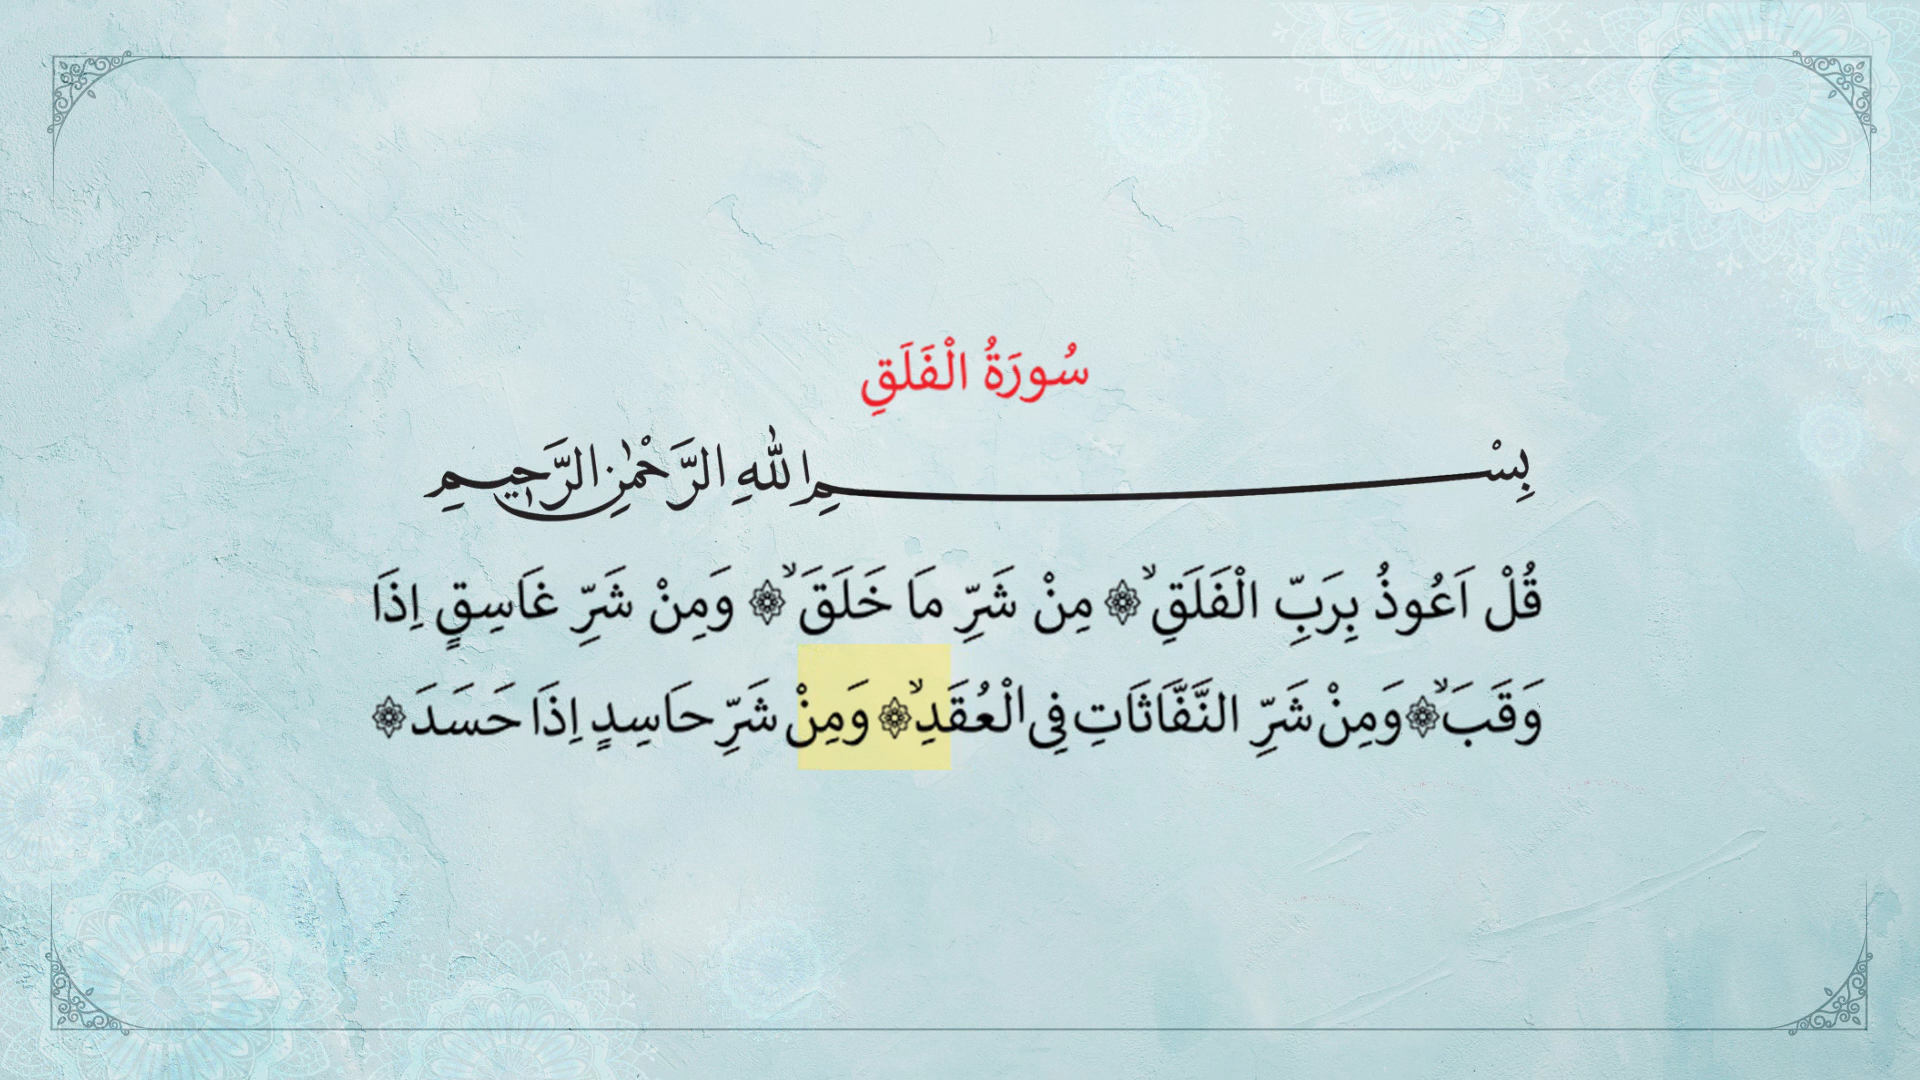 سُورَةُ الْفَلَقِ
بِسْمِ اللهِ الرَّحْمٰنِ الرَّحِيمِ
قُلْ اَعُوذُ بِرَبِّ الْفَلَقِۙ ۞ مِنْ شَرِّ مَا خَلَقَۙ ۞ وَمِنْ شَرِّ غَاسِقٍ اِذَا
وَقَبَۙ ۞ وَمِنْ شَرِّ النَّفَّاثَاتِ فِى الْعُقَدِۙ ۞ وَمِنْ شَرِّ حَاسِدٍ اِذَا حَسَدَ ۞